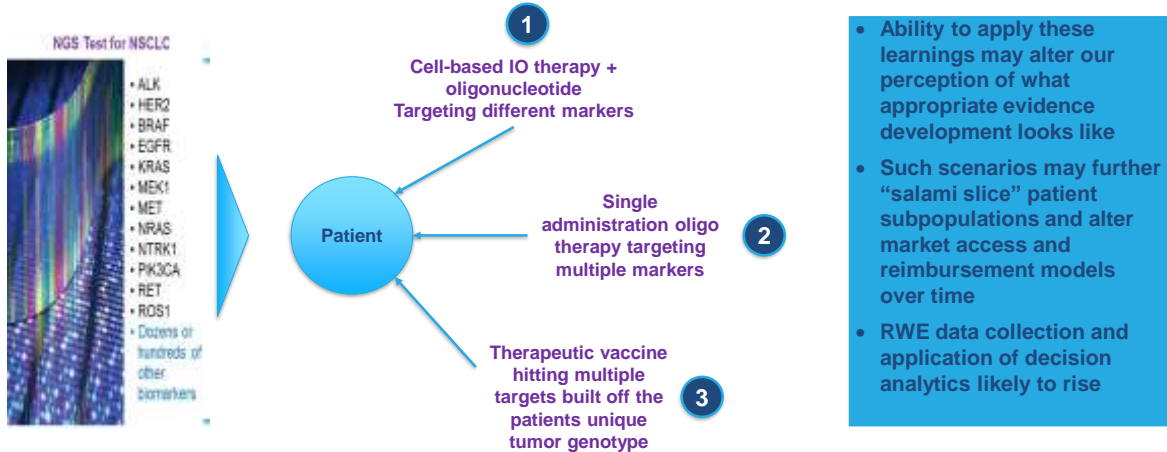 NGS Test for NSCLC
• ALK
• HER2
• BRAF
• EGFR
• KRAS
• MEK1
• MET
• NRAS
• NTRK1
• PIK3CA
• RET
• ROS1
• Dozens or
hundreds of
other
biomarkers
1
Cell-based IO therapy +
oligonucleotide
Targeting different markers
Patient
Single
administration oligo
therapy targeting
multiple markers
2
Therapeutic vaccine
hitting multiple
targets built off the
patients unique
tumor genotype
3
• Ability to apply these
learnings may alter our
perception of what
appropriate evidence
development looks like
• Such scenarios may further
“salami slice” patient
subpopulations and alter
market access and
reimbursement models
over time
• RWE data collection and
application of decision
analytics likely to rise